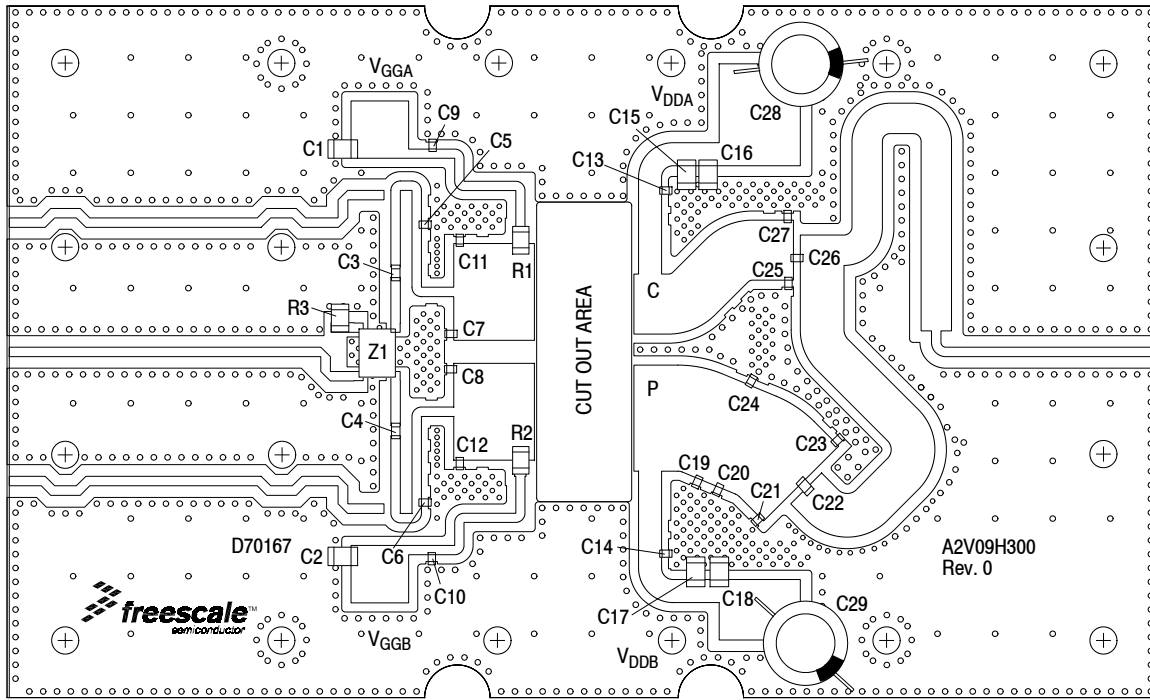 VGGA
C9
C5
C1
C3
C11
R1
R3
Z1
C7
C8
C4
C12
R2
D70167
C2
C6
C10
VGGB
freescale™
semiconductor
CUT OUT AREA
VDDA
C28
C15
C16
C13
C27
C26
C25
C
P
C24
C23
C19
C20
C21
C22
C14
C17
C18
C29
VDDB
A2V09H300
Rev. 0